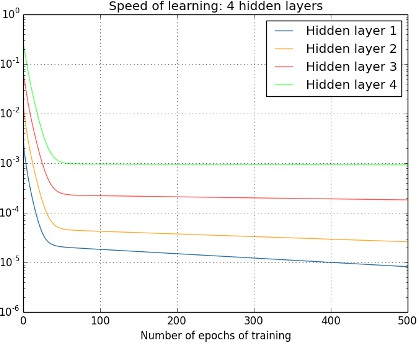 Speed of learning: 4 hidden layers
10^0
10^-1
10^-2
10^-3
10^-4
10^-5
10^-6
Hidden layer 1
Hidden layer 2
Hidden layer 3
Hidden layer 4
0 100 200 300 400 500
Number of epochs of training